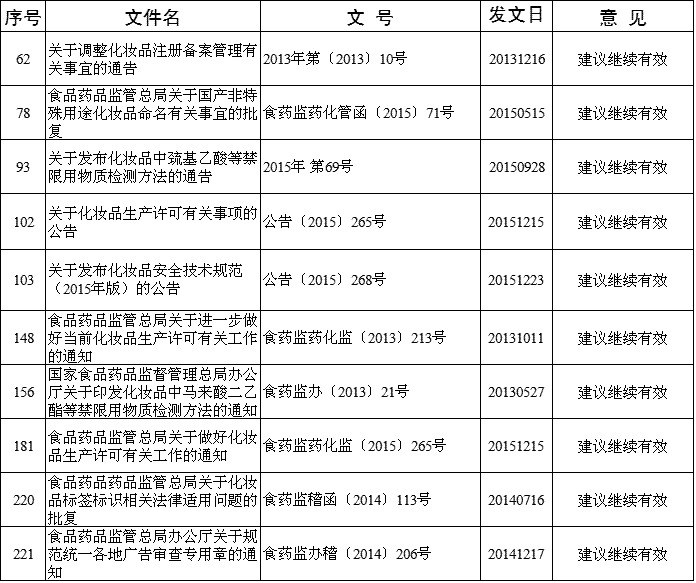 序号 文件名 文 号 发文日 意 见
62 关于调整化妆品注册备案管理有 2013年第〔2013〕10号 20131216 建议继续有效
关事宜的通告
78 食品药品监管总局关于国产非特 食药监药化管函〔2015〕71号 20150515 建议继续有效
殊用途化妆品命名有关事宜的批
复
93 关于发布化妆品中巯基乙酸等禁 2015年 第69号 20150928 建议继续有效
限用物质检测方法的通告
102 关于化妆品生产许可有关事项的 公告〔2015〕265号 20151215 建议继续有效
公告
103 关于发布化妆品安全技术规范 公告〔2015〕268号 20151223 建议继续有效
（2015年版）的公告
148 食品药品监管总局关于进一步做 食药监药化监〔2013〕213号 20131011 建议继续有效
好当前化妆品生产许可有关工作
的通知
156 国家食品药品监督管理总局办公 食药监办〔2013〕21号 20130527 建议继续有效
厅关于印发化妆品中马来酸二乙
酯等禁限用物质检测方法的通知
181 食品药品监管总局关于做好化妆 食药监药化监〔2015〕265号 20151215 建议继续有效
品生产许可有关工作的通知
220 食品药品药品监管总局关于化妆 食药监稽函〔2014〕113号 20140716 建议继续有效
品标签标识相关法律适用问题的
批复
221 食品药品监管总局办公厅关于规 食药监办稽〔2014〕206号 20141217 建议继续有效
范统一各地广告审查专用章的通
知